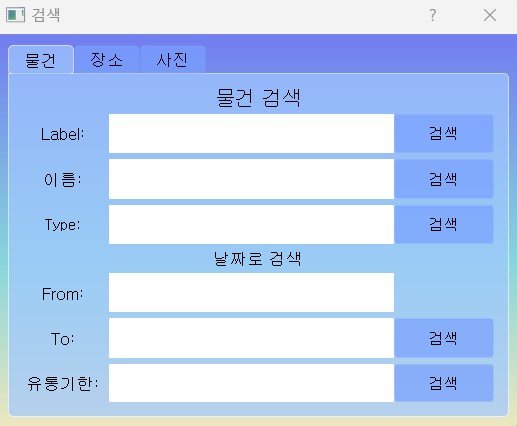 검색
물건 장소 사진
물건 검색
Label: 검색
이름: 검색
Type: 검색
날짜로 검색
From:
To: 검색
유통기한: 검색